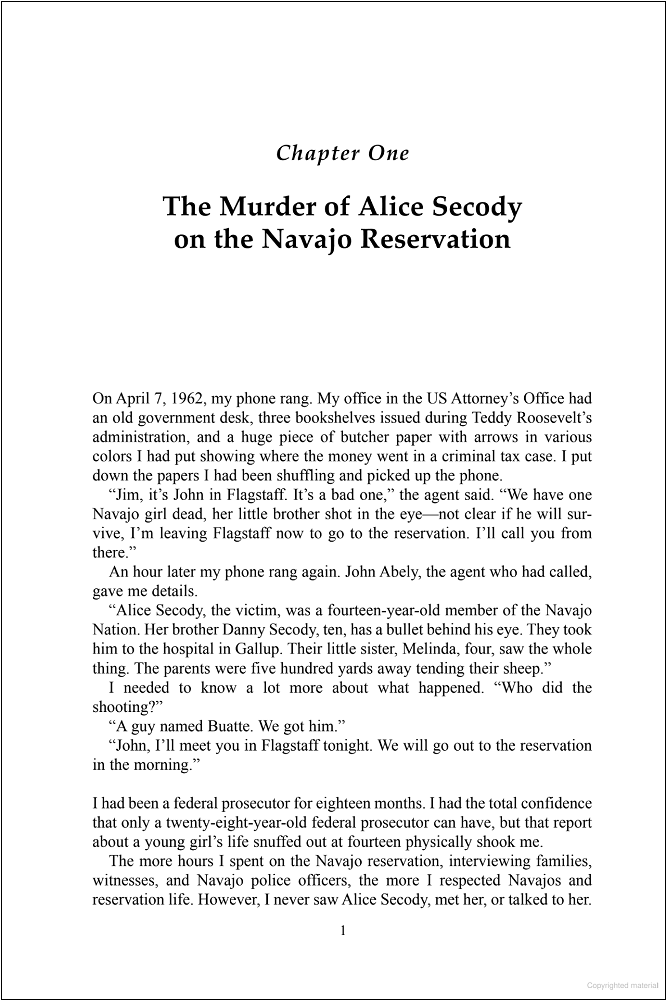 Chapter One
The Murder of Alice Secody
on the Navajo Reservation
On April 7, 1962, my phone rang. My office in the US Attorney’s Office had
an old government desk, three bookshelves issued during Teddy Roosevelt’s
administration, and a huge piece of butcher paper with arrows in various
colors I had put showing where the money went in a criminal tax case. I put
down the papers I had been shuffling and picked up the phone.
“Jim, it’s John in Flagstaff. It’s a bad one,” the agent said. “We have one
Navajo girl dead, her little brother shot in the eye—not clear if he will sur-
vive, I’m leaving Flagstaff now to go to the reservation. I’ll call you from
there.”
An hour later my phone rang again. John Abely, the agent who had called,
gave me details.
“Alice Secody, the victim, was a fourteen-year-old member of the Navajo
Nation. Her brother Danny Secody, ten, has a bullet behind his eye. They took
him to the hospital in Gallup. Their little sister, Melinda, four, saw the whole
thing. The parents were five hundred yards away tending their sheep.”
I needed to know a lot more about what happened. “Who did the
shooting?”
“A guy named Buatte. We got him.”
“John, I’ll meet you in Flagstaff tonight. We will go out to the reservation
in the morning.”
I had been a federal prosecutor for eighteen months. I had the total confidence
that only a twenty-eight-year-old federal prosecutor can have, but that report
about a young girl’s life snuffed out at fourteen physically shook me.
The more hours I spent on the Navajo reservation, interviewing families,
witnesses, and Navajo police officers, the more I respected Navajos and
reservation life. However, I never saw Alice Secody, met her, or talked to her.
1
Copyrighted material